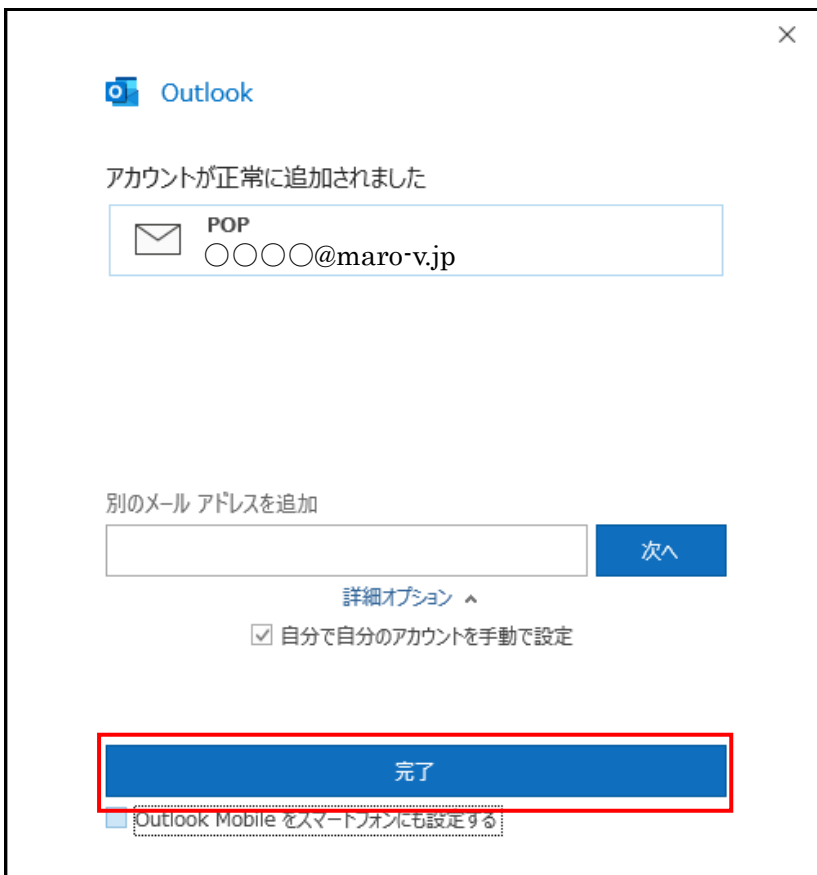 Outlook
アカウントが正常に追加されました
POP
〇〇〇〇@maro-v.jp
別のメール アドレスを追加
次へ
詳細オプション
自分で自分のアカウントを手動で設定
完了
Outlook Mobile をスマートフォンにも設定する